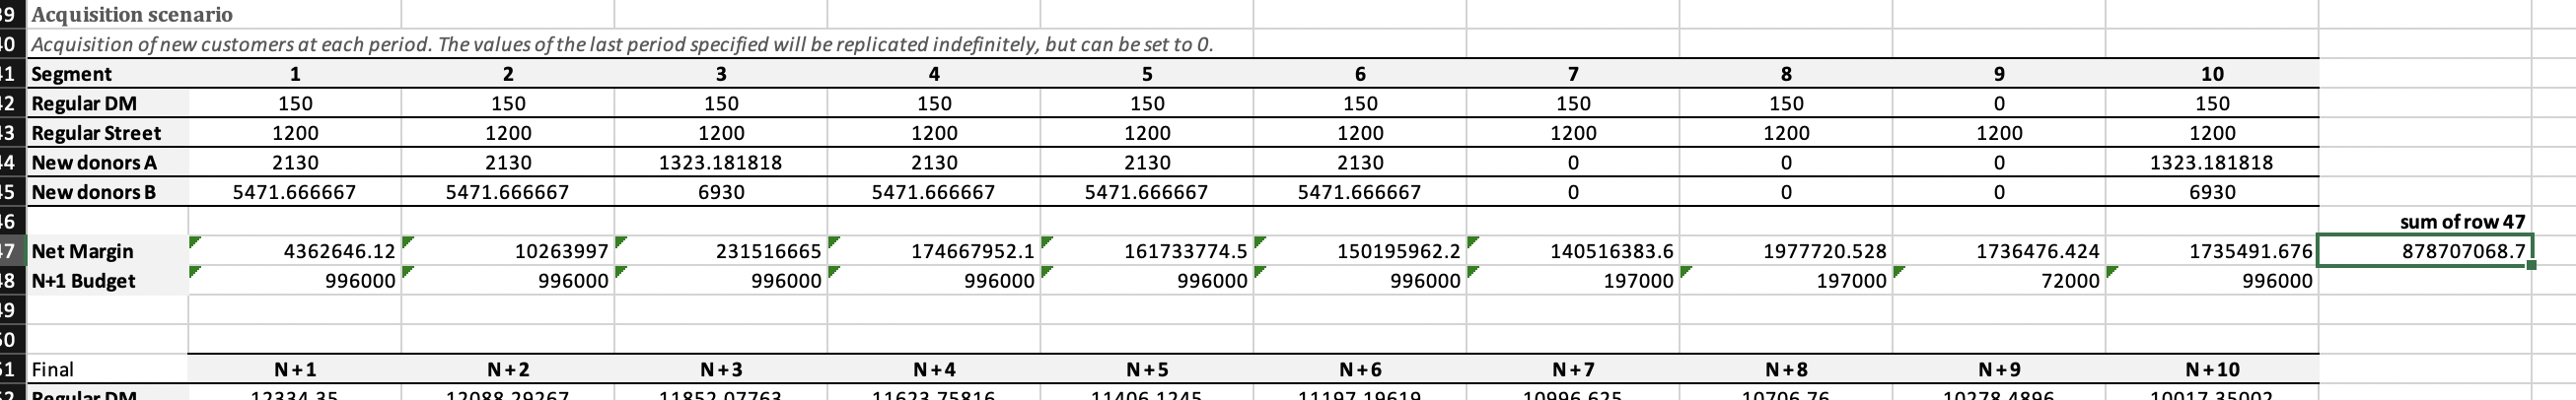 39 Acquisition scenario
40 Acquisition of new customers at each period. The values of the last period specified will be replicated indefinitely, but can be set to 0.
41 Segment 1 2 3 4 5 6 7 8 9 10
42 Regular DM 150 150 150 150 150 150 150 150 0 150
43 Regular Street 1200 1200 1200 1200 1200 1200 1200 1200 1200 1200
44 New donors A 2130 2130 1323.181818 2130 2130 2130 0 0 0 1323.181818
45 New donors B 5471.666667 5471.666667 6930 5471.666667 5471.666667 5471.666667 0 0 0 6930
46 sum of row 47
47 Net Margin 4362646.12 10263997 231516665 174667952.1 161733774.5 150195962.2 140516383.6 1977720.528 1736476.424 1735491.676 878707068.7
48 N+1 Budget 996000 996000 996000 996000 996000 996000 197000 197000 72000 996000
49
50
51 Final N + 1 N + 2 N + 3 N + 4 N + 5 N + 6 N + 7 N + 8 N + 9 N + 10
52 Regular DM 12334.35 12088.29267 11852.07763 11623.75816 11406.1245 11197.19619 10996.625 10706.76 10278.4896 10017.35002